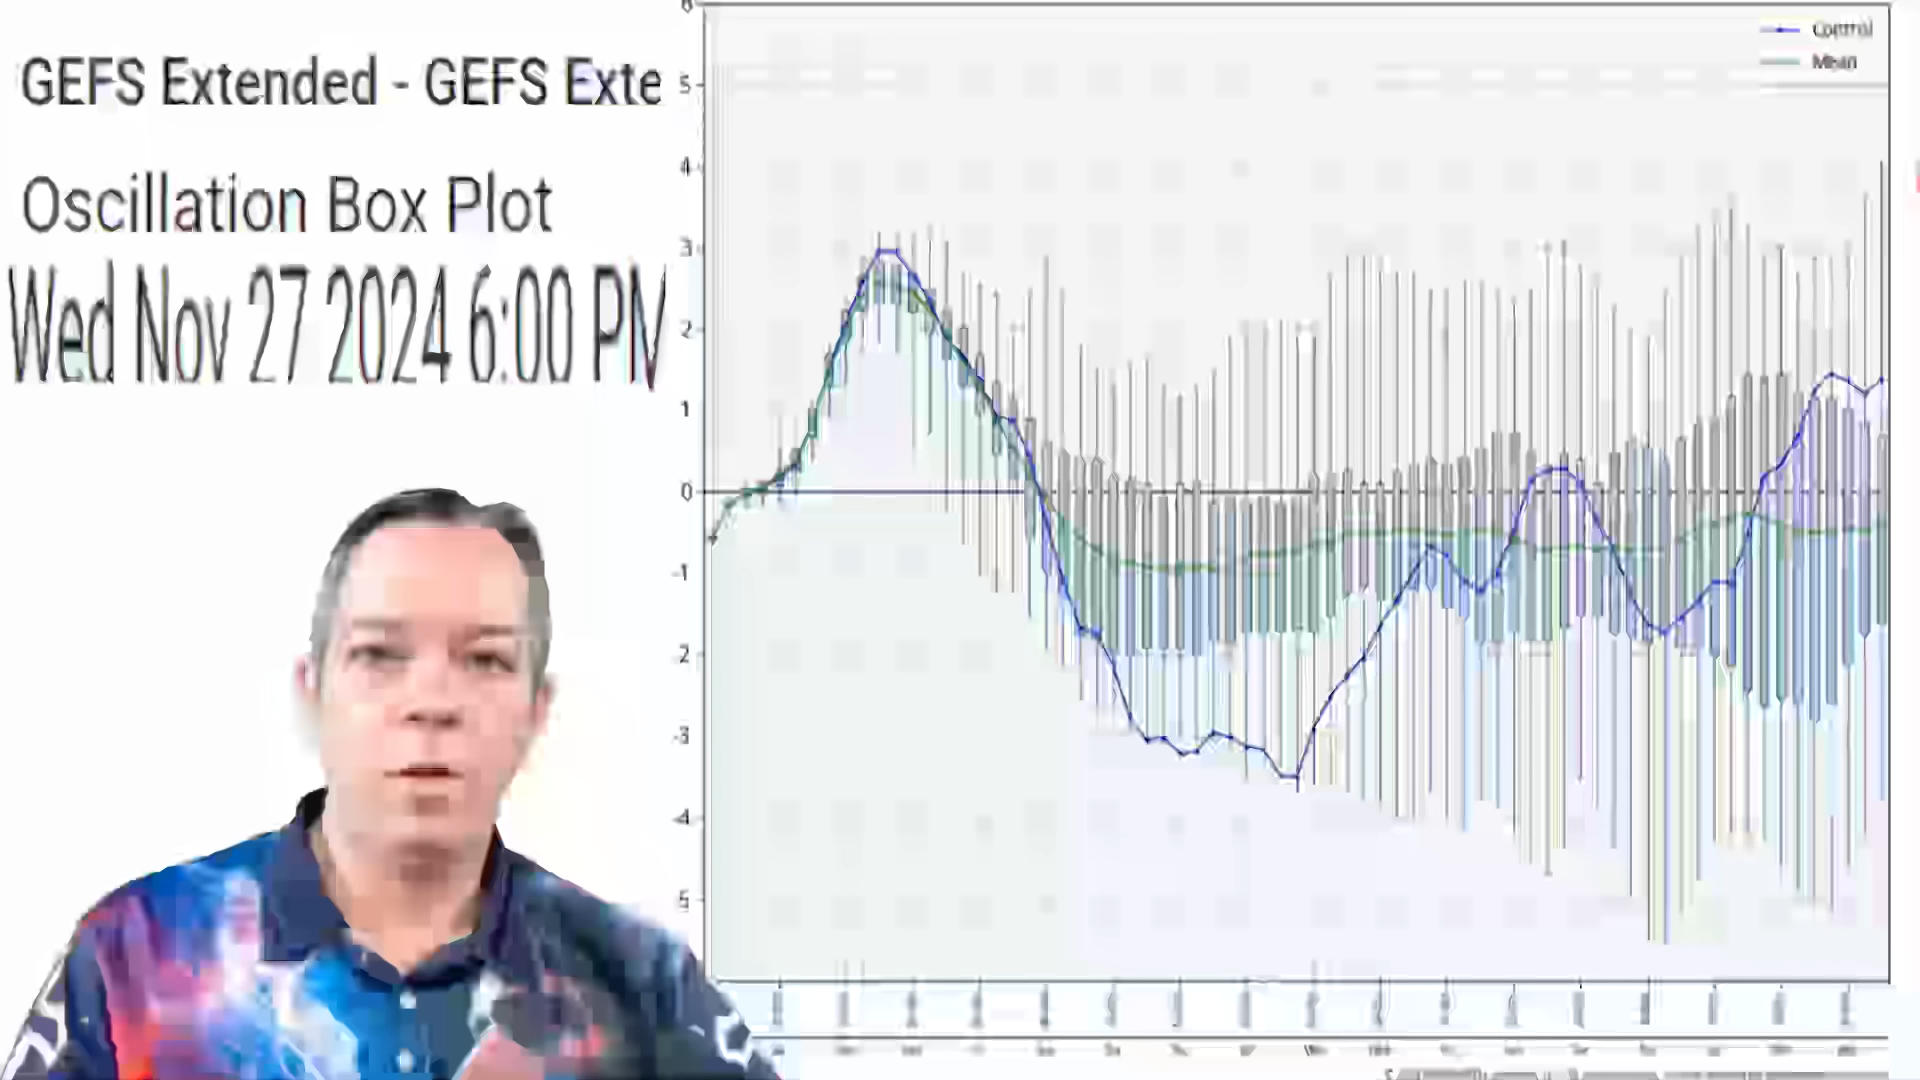 GEFS Extended - GEFS Exte
Oscillation Box Plot
Wed Nov 27 2024 6:00 PM
Control
Mean
6
5
4
3
2
1
0
-1
-2
-3
-4
-5